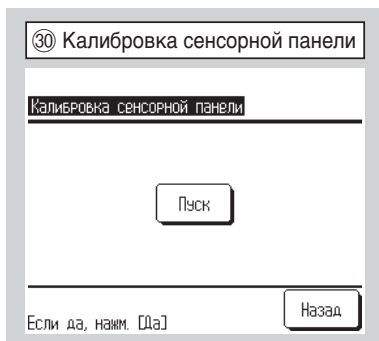 30 Калибровка сенсорной панели
Калибровка сенсорной панели
Пуск
Если да, нажм. [Да]
Назад